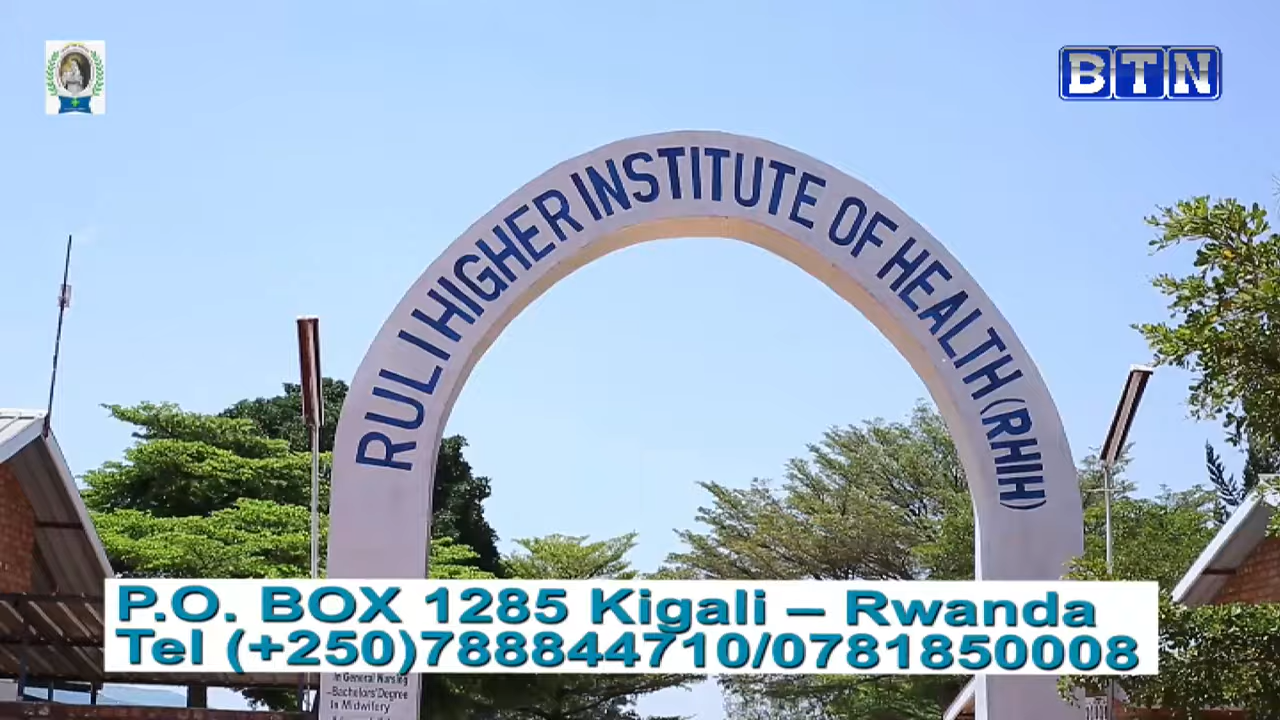 BTN
RULI HIGHER INSTITUTE OF HEALTH (RHIH)
P.O. BOX 1285 Kigali – Rwanda
Tel (+250)788844710/0781850008
in General Nursing
-Bachelors'Degree
In Midwifery